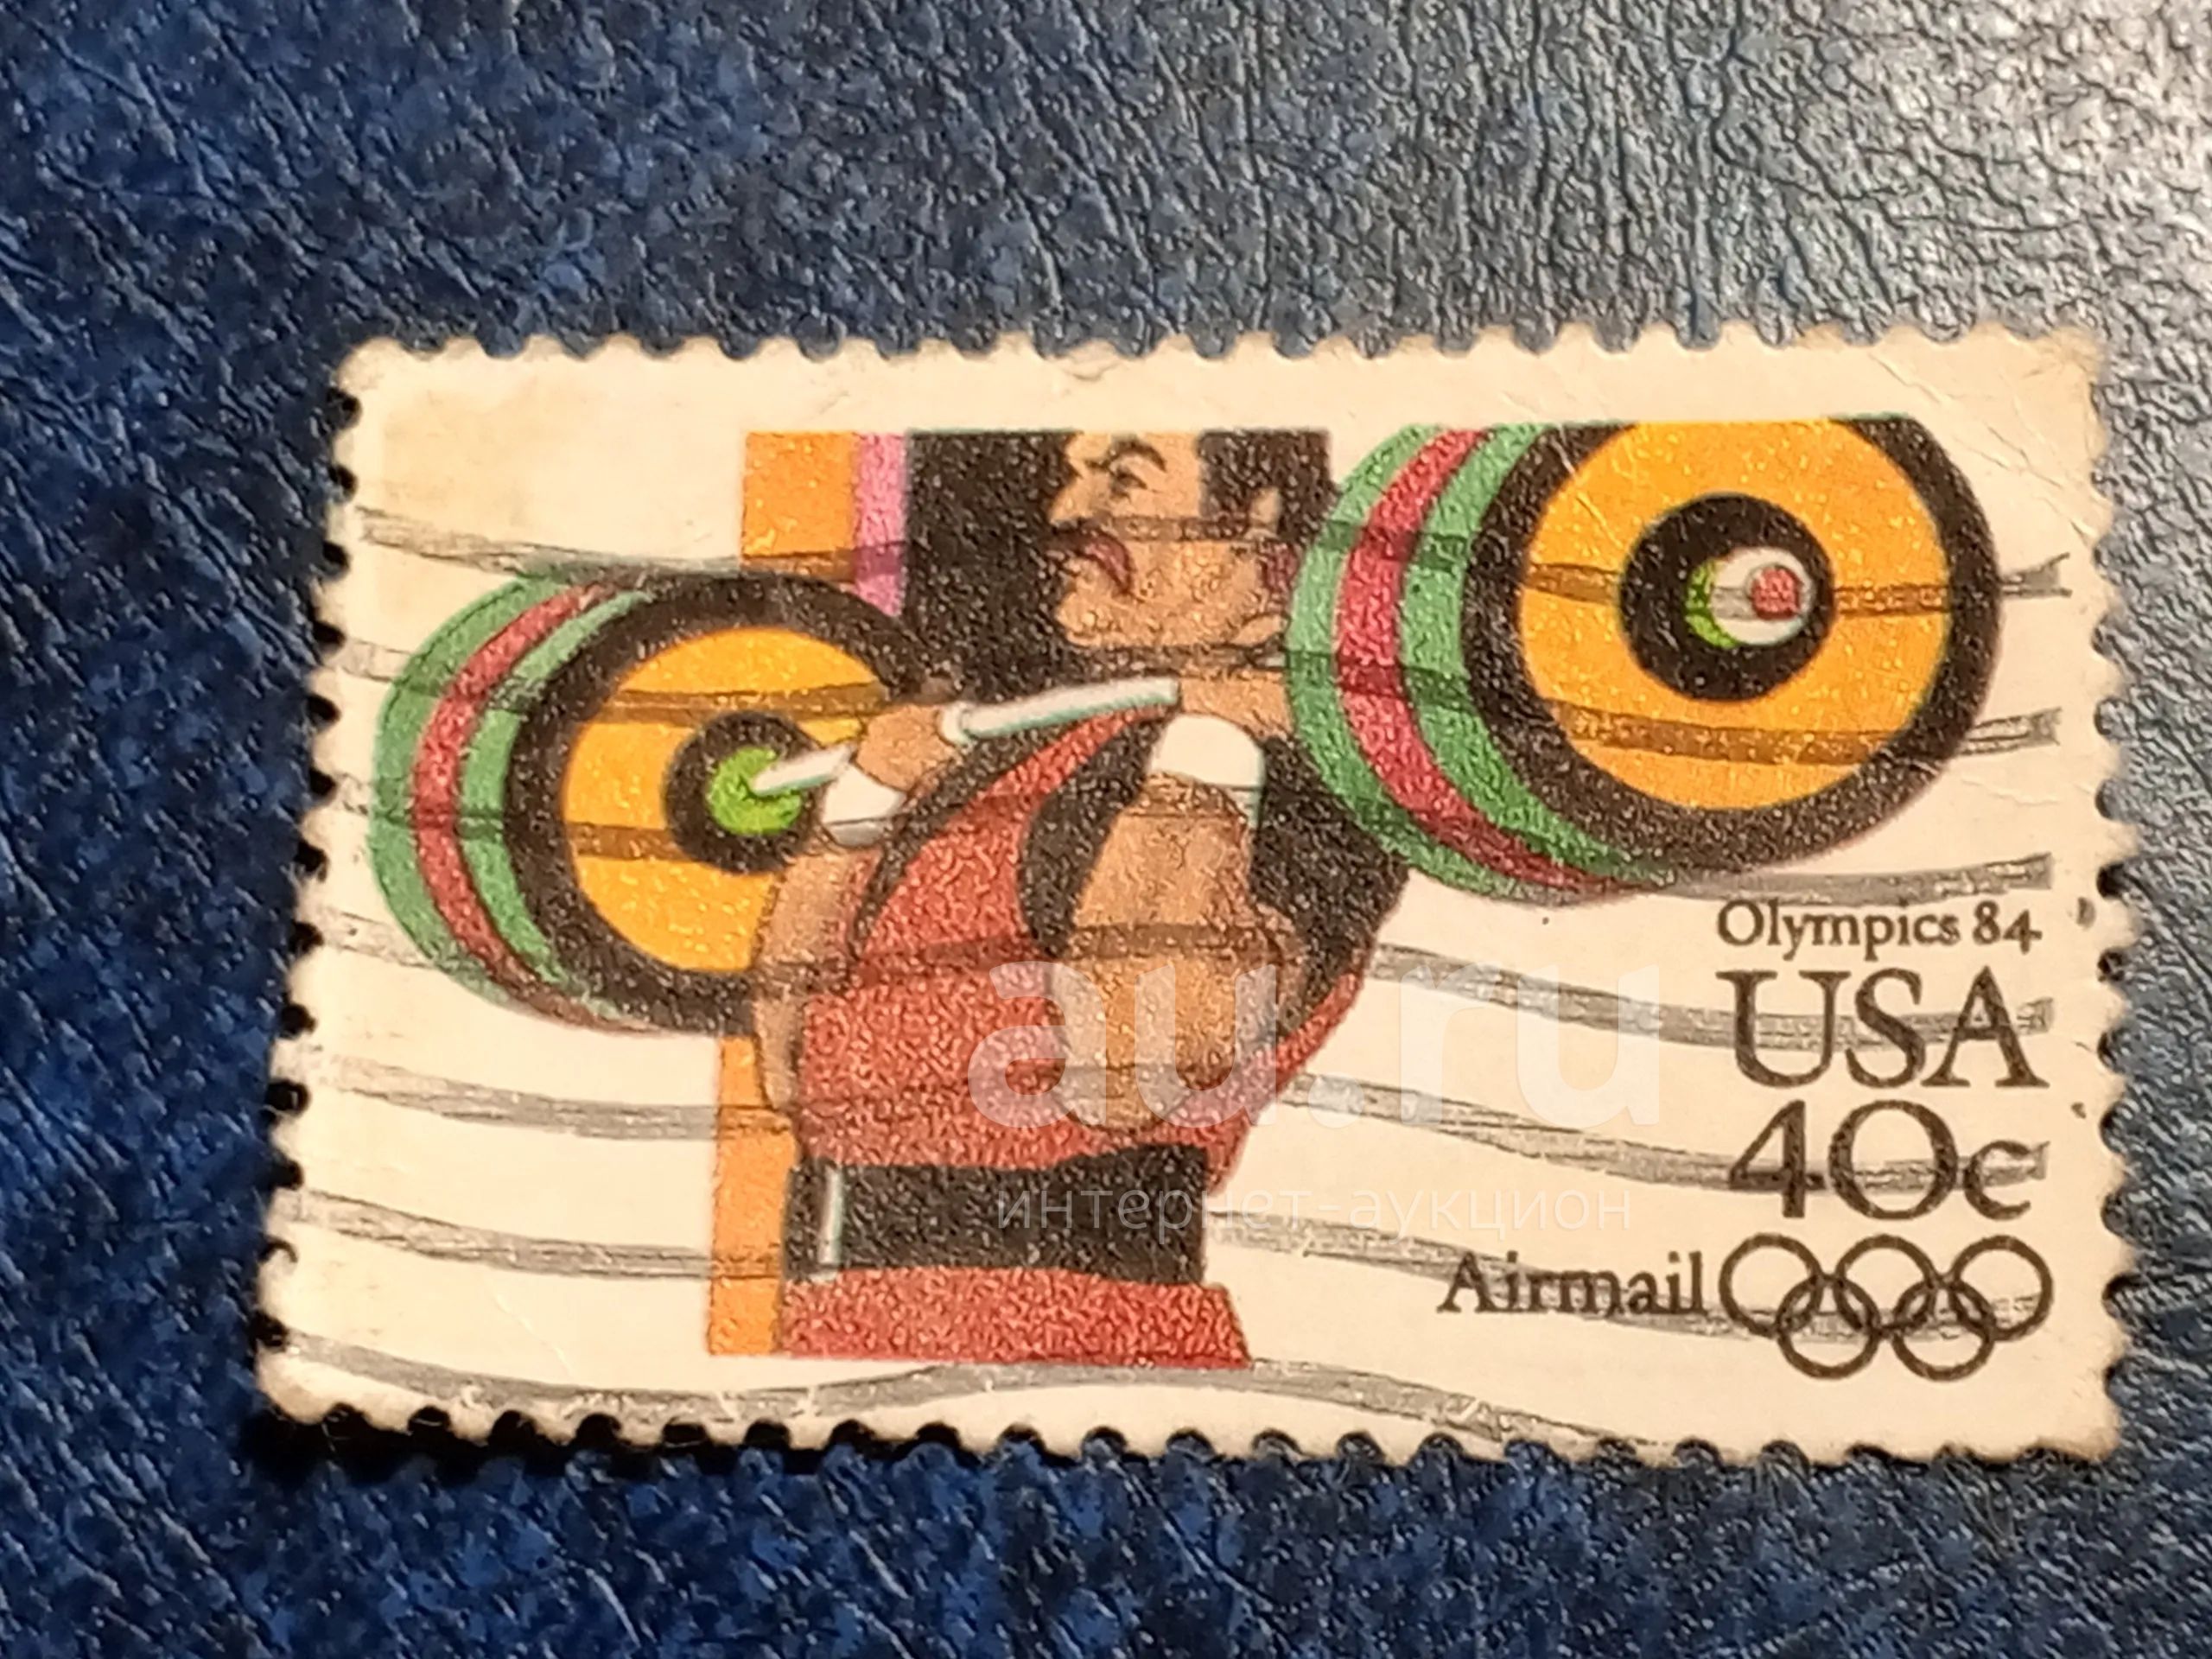 Olympics 84
USA
au.ru
40c
интернет-аукцион
Airmail